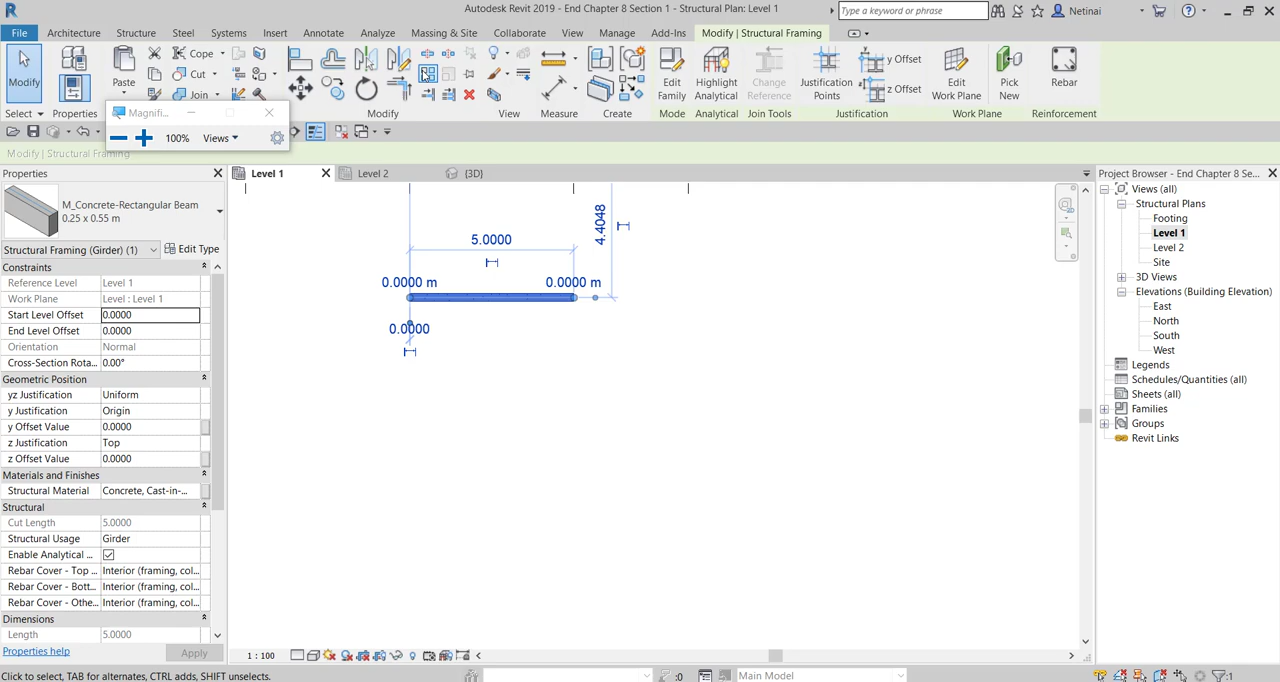 Autodesk Revit 2019 - End Chapter 8 Section 1 - Structural Plan: Level 1
Type a keyword or phrase
Netinai
File Architecture Structure Steel Systems Insert Annotate Analyze Massing & Site Collaborate View Manage Add-Ins Modify | Structural Framing
Modify
Paste
Cope
Cut
Join
Edit Family
Highlight Analytical
Change Reference
Justification Points
y Offset
z Offset
Edit Work Plane
Pick New
Rebar
Select Properties Modify View Measure Create Mode Analytical Join Tools Justification Work Plane Reinforcement
Magnifi...
100% Views
Modify | Structural Framing
Properties
M_Concrete-Rectangular Beam
0.25 x 0.55 m
Structural Framing (Girder) (1) Edit Type
Constraints
Reference Level Level 1
Work Plane Level : Level 1
Start Level Offset 0.0000
End Level Offset 0.0000
Orientation Normal
Cross-Section Rota... 0.00°
Geometric Position
yz Justification Uniform
y Justification Origin
y Offset Value 0.0000
z Justification Top
z Offset Value 0.0000
Materials and Finishes
Structural Material Concrete, Cast-in-...
Structural
Cut Length 5.0000
Structural Usage Girder
Enable Analytical ...
Rebar Cover - Top ... Interior (framing, col...
Rebar Cover - Bott... Interior (framing, col...
Rebar Cover - Othe... Interior (framing, col...
Dimensions
Length 5.0000
Properties help Apply
Level 1 Level 2 {3D}
4.4048
5.0000
0.0000 m 0.0000 m
0.0000
1 : 100
Project Browser - End Chapter 8 Se...
Views (all)
Structural Plans
Footing
Level 1
Level 2
Site
3D Views
Elevations (Building Elevation)
East
North
South
West
Legends
Schedules/Quantities (all)
Sheets (all)
Families
Groups
Revit Links
Click to select, TAB for alternates, CTRL adds, SHIFT unselects.
:0
Main Model
:1